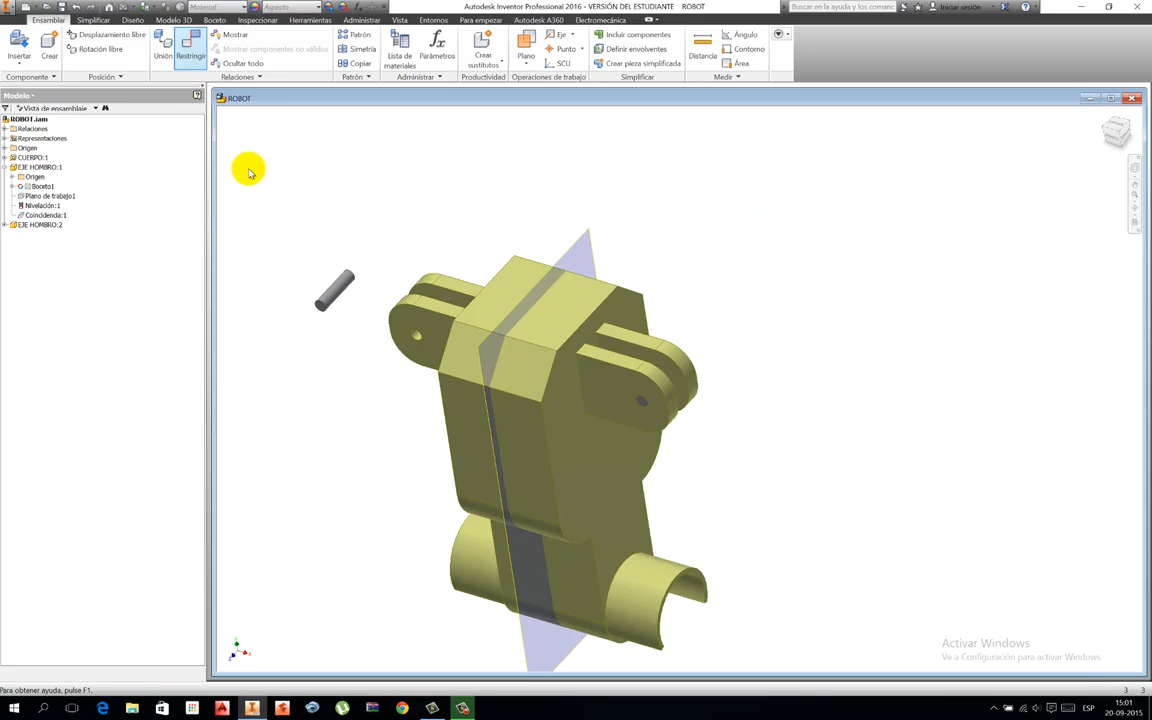 Material
Aspecto
Autodesk Inventor Professional 2016 - VERSIÓN DEL ESTUDIANTE ROBOT
Buscar en la ayuda y los comanc
Iniciar sesión
Ensamblar Simplificar Diseño Modelo 3D Boceto Inspeccionar Herramientas Administrar Vista Entornos Para empezar Autodesk A360 Electromecánica
Insertar Crear Desplazamiento libre Rotación libre
Unión Restringir Mostrar Mostrar componentes no válidos Ocultar todo
Patrón Simetría Copiar
Lista de materiales Parámetros
Crear sustitutos
Plano Eje Punto SCU
Incluir componentes Definir envolventes Crear pieza simplificada
Distancia Ángulo Contorno Área
Componente Posición Relaciones Patrón Administrar Productividad Operaciones de trabajo Simplificar Medir
Modelo
Vista de ensamblaje
ROBOT.iam
Relaciones
Representaciones
Origen
CUERPO:1
EJE HOMBRO:1
Origen
Boceto1
Plano de trabajo1
Nivelación:1
Coincidencia:1
EJE HOMBRO:2
ROBOT
Activar Windows
Ve a Configuración para activar Windows.
Para obtener ayuda, pulse F1.
3 3
ESP
15:01
20-09-2015